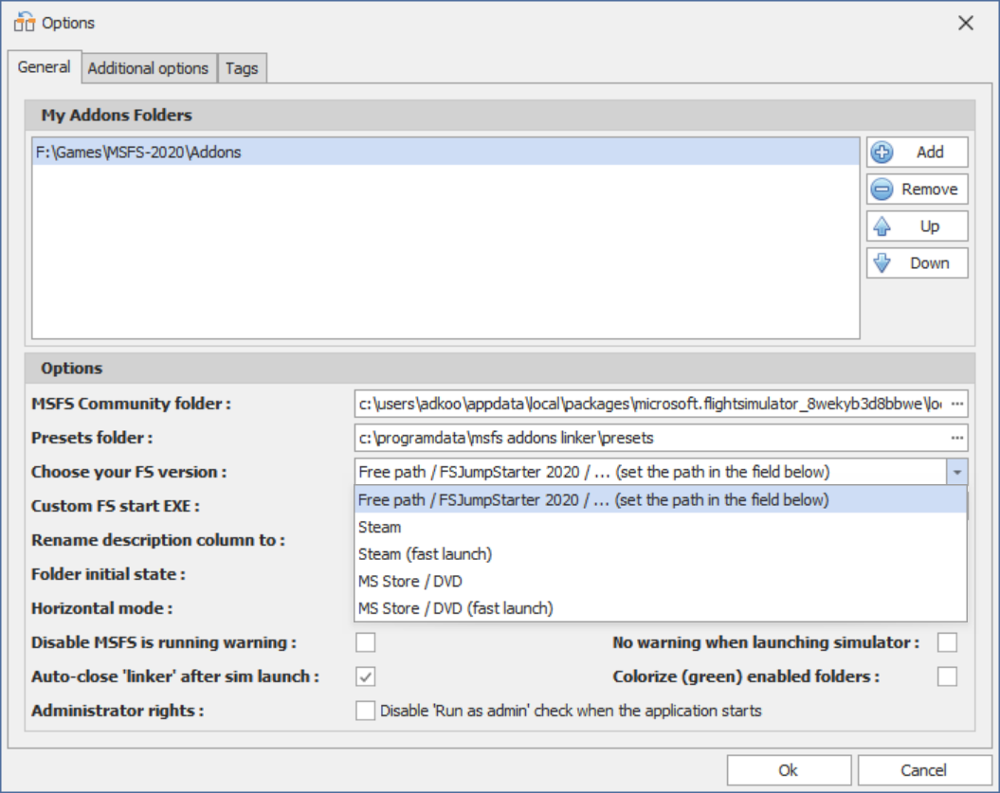 Options
General
Additional options
Tags
My Addons Folders
F:\Games\MSFS-2020\Addons
Add
Remove
Up
Down
Options
MSFS Community folder :
c:\users\adkoo\appdata\local\packages\microsoft.flightsimulator_8wekyb3d8bbwe\loc ...
Presets folder :
c:\programdata\msfs addons linker\presets ...
Choose your FS version :
Free path / FSJumpStarter 2020 / ... (set the path in the field below)
Free path / FSJumpStarter 2020 / ... (set the path in the field below)
Steam
Steam (fast launch)
MS Store / DVD
MS Store / DVD (fast launch)
Custom FS start EXE :
Rename description column to :
Folder initial state :
Horizontal mode :
Disable MSFS is running warning :
No warning when launching simulator :
Auto-close 'linker' after sim launch :
Colorize (green) enabled folders :
Administrator rights :
Disable 'Run as admin' check when the application starts
Ok
Cancel